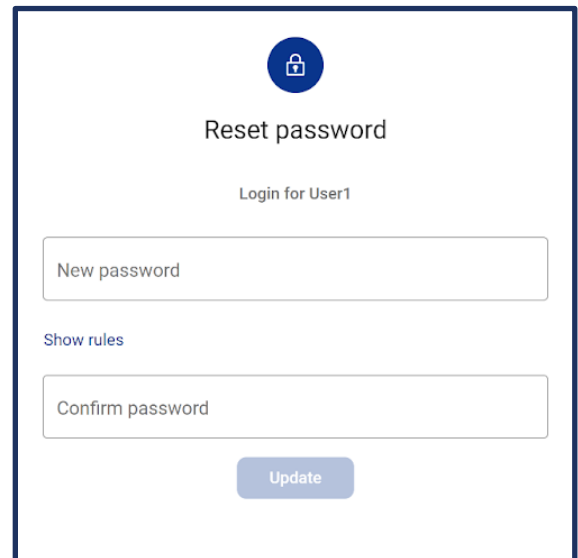 Reset password
Login for User1
New password
Show rules
Confirm password
Update